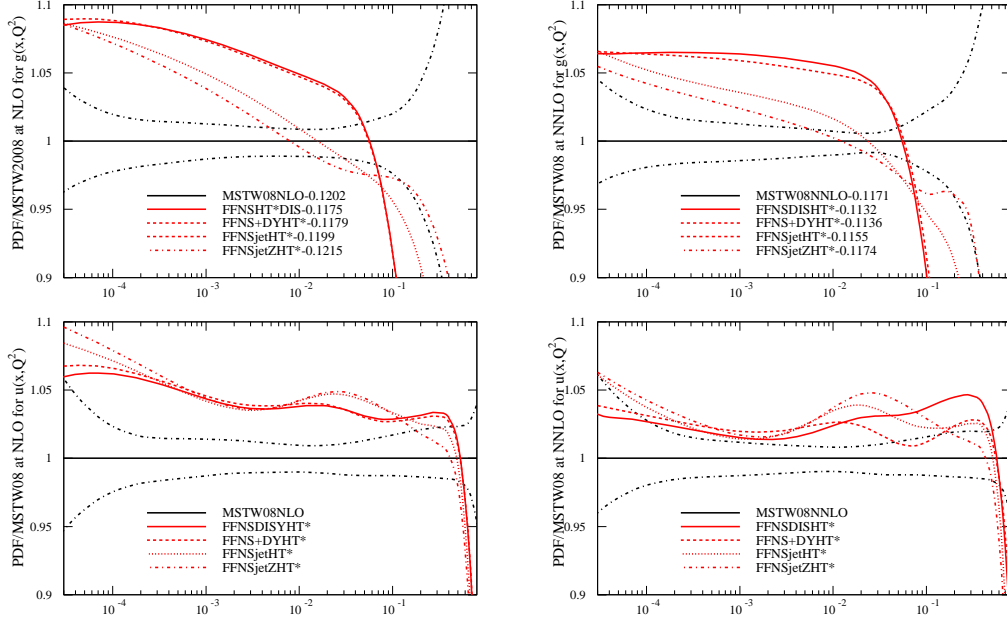 PDF/MSTW2008 at NLO for g(x,Q²)
1.1
1.05
1
0.95
0.9
MSTW08NLO-0.1202
FFNSHT*DIS-0.1175
FFNS+DYHT*-0.1179
FFNSjetHT*-0.1199
FFNSjetZHT*-0.1215
10⁻⁴ 10⁻³ 10⁻² 10⁻¹
PDF/MSTW08 at NNLO for g(x,Q²)
1.1
1.05
1
0.95
0.9
MSTW08NNLO-0.1171
FFNSDISHT*-0.1132
FFNS+DYHT*-0.1136
FFNSjetHT*-0.1155
FFNSjetZHT*-0.1174
10⁻⁴ 10⁻³ 10⁻² 10⁻¹
PDF/MSTW08 at NLO for u(x,Q²)
1.1
1.05
1
0.95
0.9
MSTW08NLO
FFNSDISYHT*
FFNS+DYHT*
FFNSjetHT*
FFNSjetZHT*
10⁻⁴ 10⁻³ 10⁻² 10⁻¹
PDF/MSTW08 at NNLO for u(x,Q²)
1.1
1.05
1
0.95
0.9
MSTW08NNLO
FFNSDISHT*
FFNS+DYHT*
FFNSjetHT*
FFNSjetZHT*
10⁻⁴ 10⁻³ 10⁻² 10⁻¹